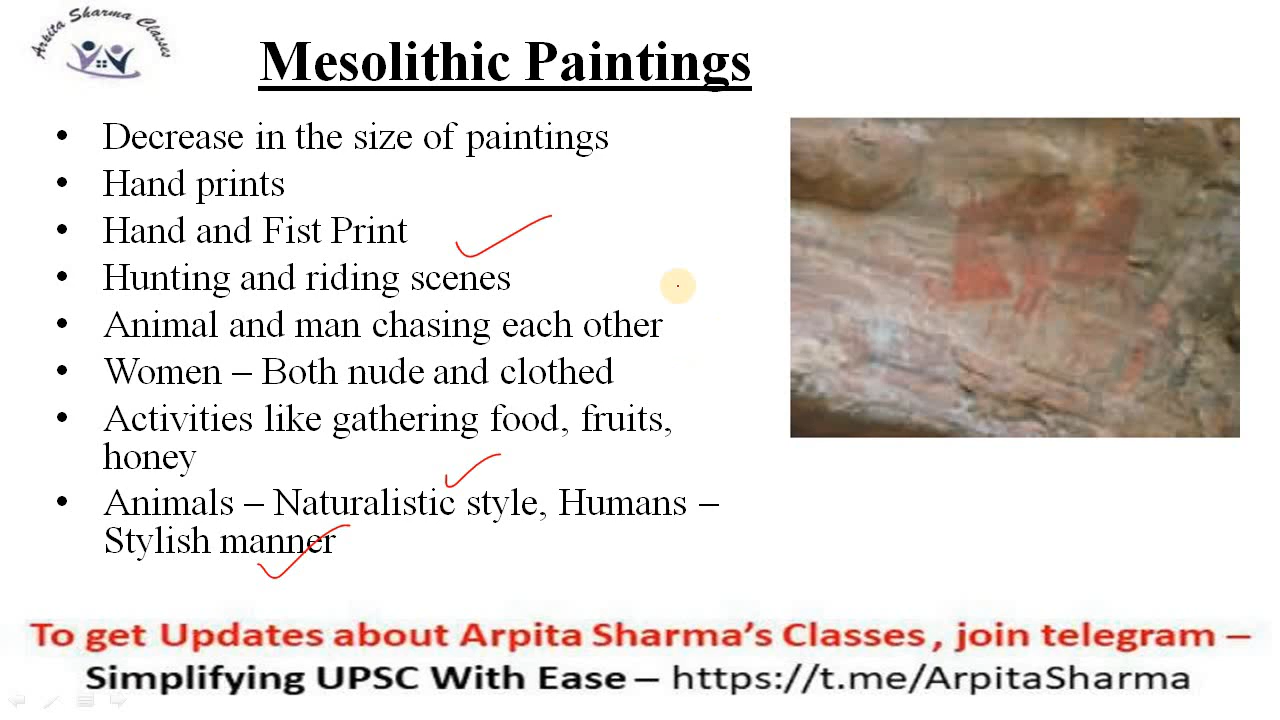 Arpita Sharma Classes
Mesolithic Paintings
• Decrease in the size of paintings
• Hand prints
• Hand and Fist Print
• Hunting and riding scenes
• Animal and man chasing each other
• Women – Both nude and clothed
• Activities like gathering food, fruits,
honey
• Animals – Naturalistic style, Humans –
Stylish manner
To get Updates about Arpita Sharma's Classes , join telegram –
Simplifying UPSC With Ease – https://t.me/ArpitaSharma